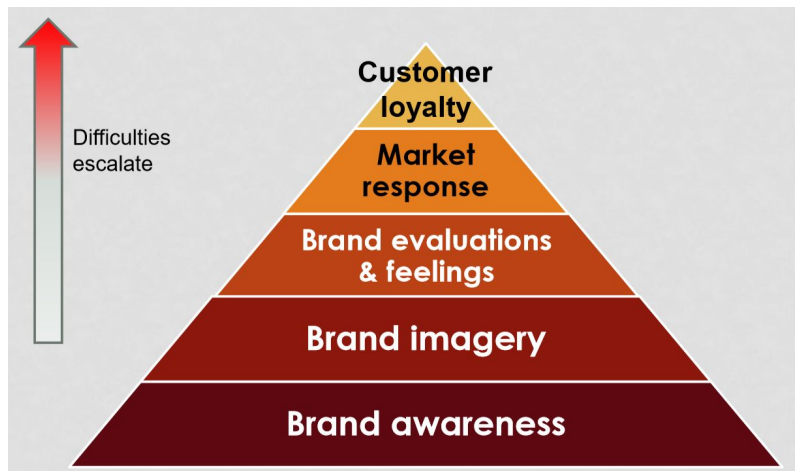 Customer
loyalty
Difficulties
escalate
Market
response
Brand evaluations
& feelings
Brand imagery
Brand awareness